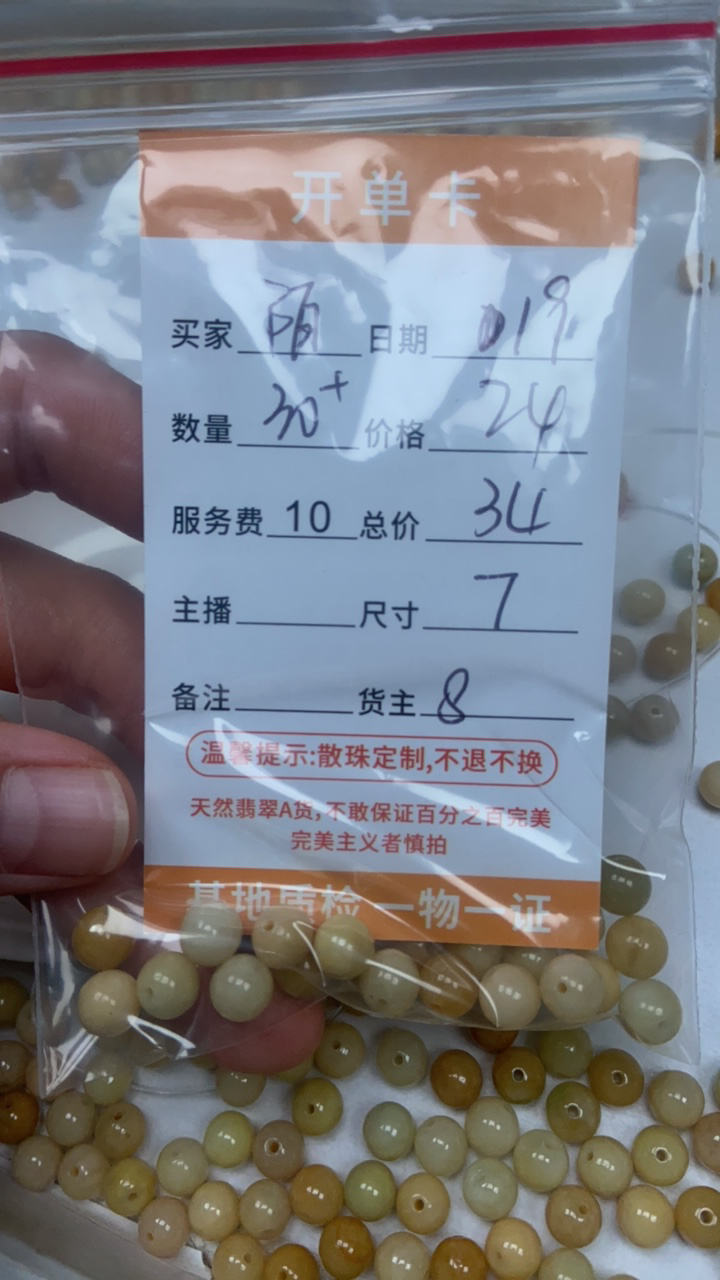 开单卡
买家 萌 日期 019
数量 30+ 价格 24
服务费 10 总价 34
主播 尺寸 7
备注 货主 8
温馨提示:散珠定制,不退不换
天然翡翠A货,不敢保证百分之百完美
完美主义者慎拍
基地质检 一物一证